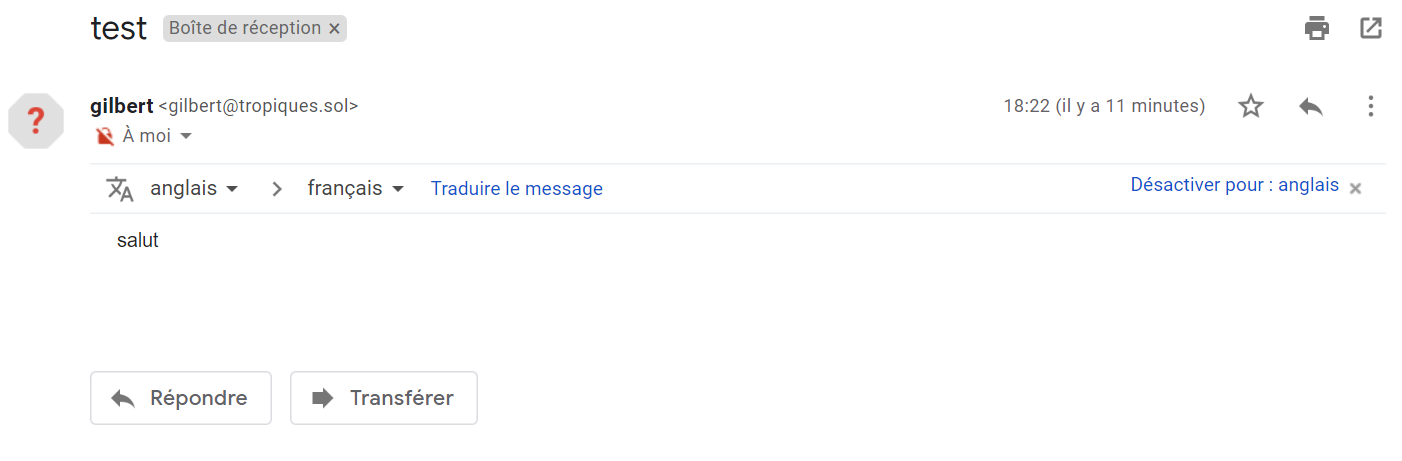 test Boîte de réception ×
?
gilbert <gilbert@tropiques.sol> 18:22 (il y a 11 minutes)
À moi
anglais > français Traduire le message Désactiver pour : anglais ×
salut
Répondre Transférer